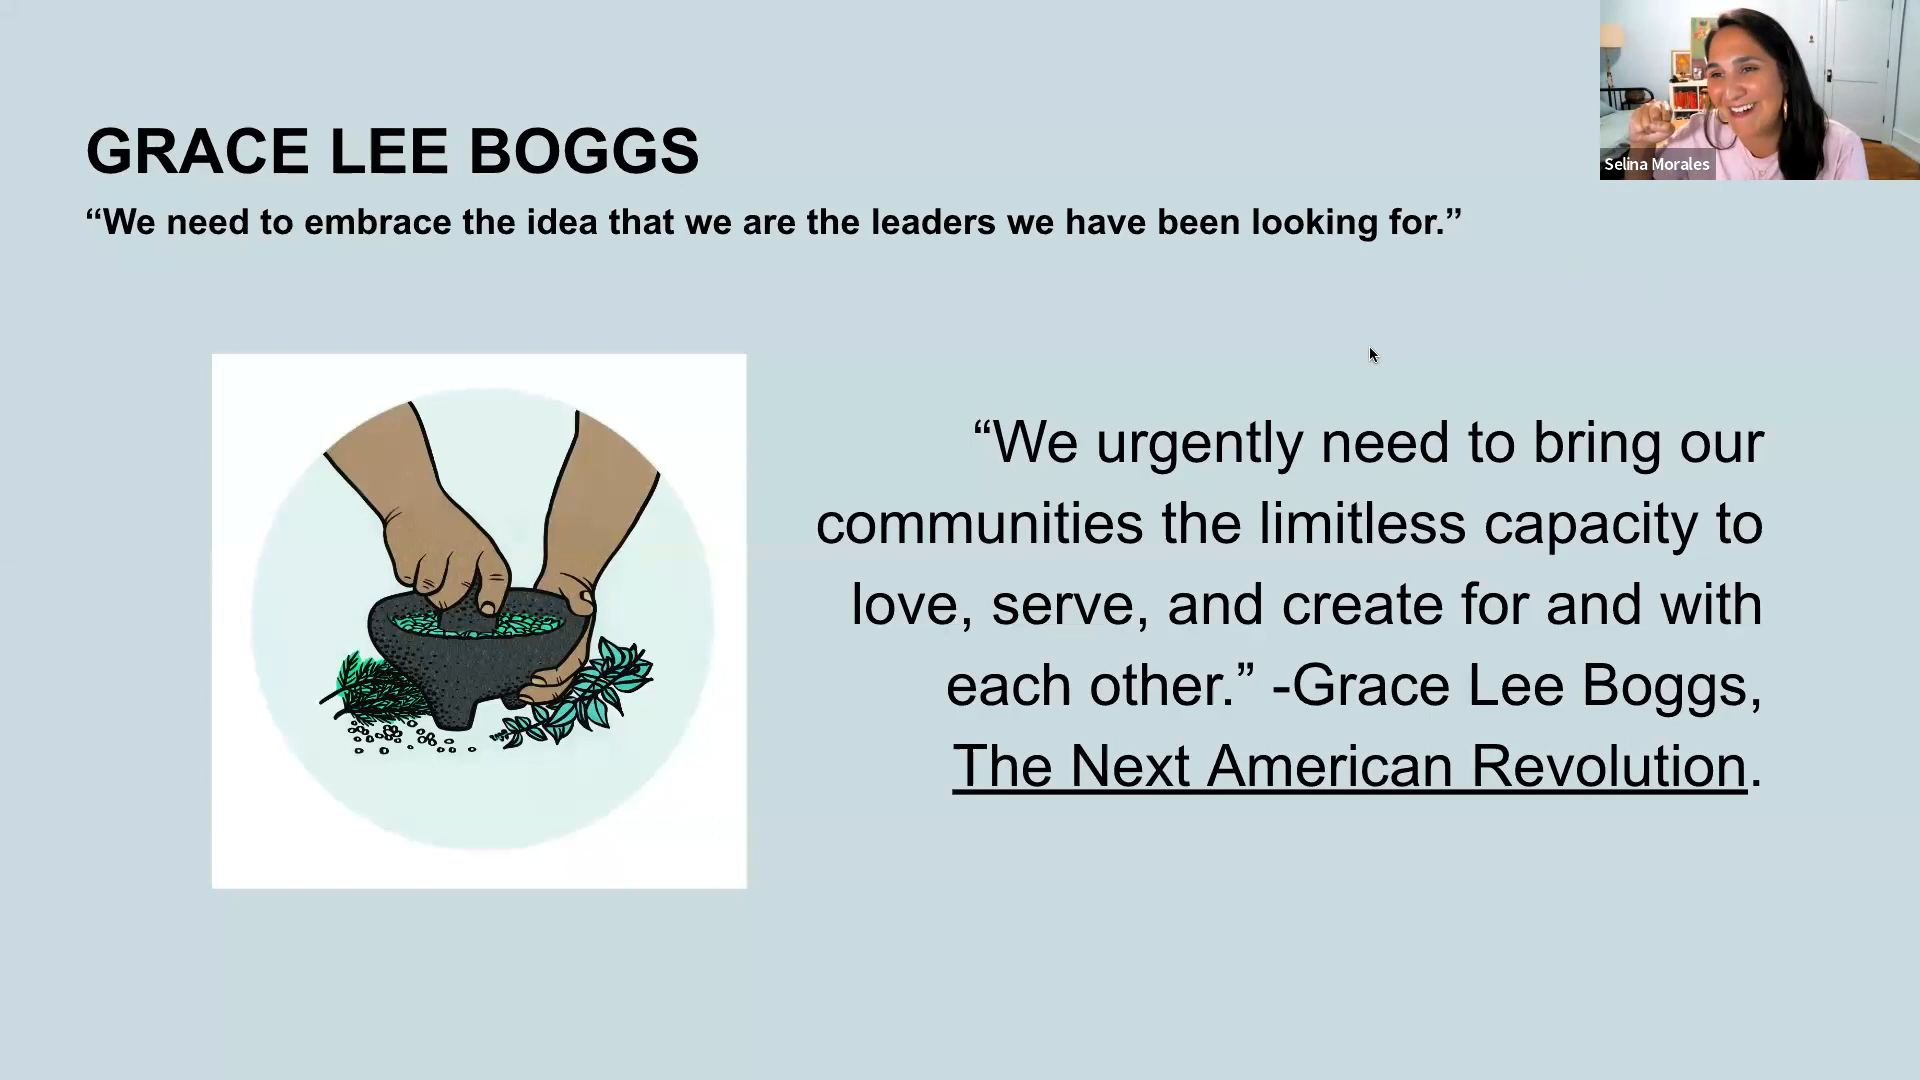 GRACE LEE BOGGS
“We need to embrace the idea that we are the leaders we have been looking for.”
Selina Morales
“We urgently need to bring our
communities the limitless capacity to
love, serve, and create for and with
each other.” -Grace Lee Boggs,
The Next American Revolution.